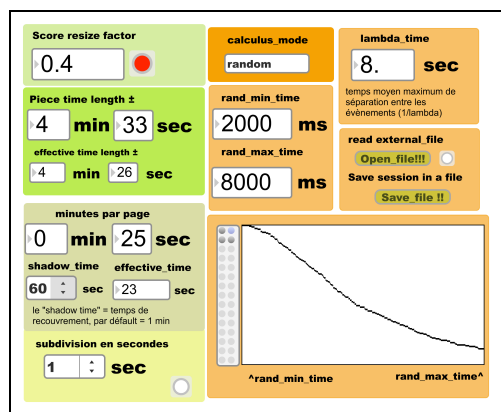 Score resize factor
0.4
Piece time length ±
4 min 33 sec
effective time length ±
4 min 26 sec
minutes par page
0 min 25 sec
shadow_time effective_time
60 sec 23 sec
le "shadow time" = temps de
recouvrement, par défault = 1 min
subdivision en secondes
1 sec
calculus_mode
random
rand_min_time
2000 ms
rand_max_time
8000 ms
lambda_time
8. sec
temps moyen maximum de
séparation entre les
évènements (1/lambda)
read external_file
Open_file!!!
Save session in a file
Save_file !!
^rand_min_time rand_max_time^